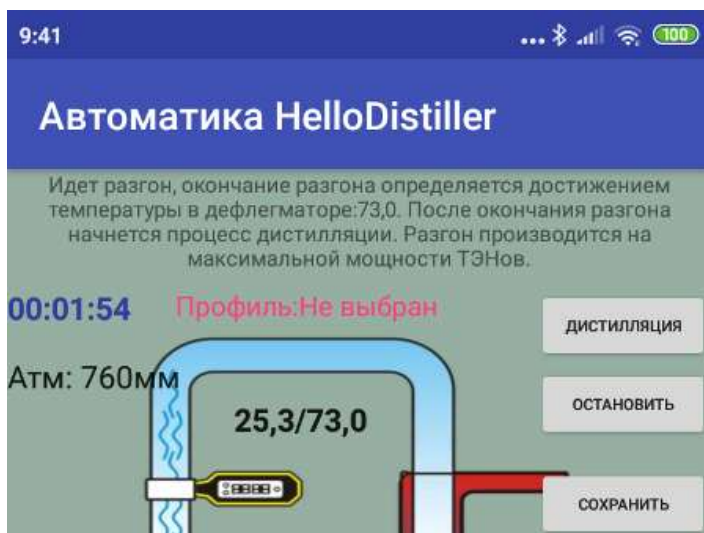 9:41
100
Автоматика HelloDistiller
Идет разгон, окончание разгона определяется достижением
температуры в дефлегматоре:73,0. После окончания разгона
начнется процесс дистилляции. Разгон производится на
максимальной мощности ТЭНов.
00:01:54
Профиль:Не выбран
ДИСТИЛЛЯЦИЯ
Атм: 760мм
ОСТАНОВИТЬ
25,3/73,0
8888
СОХРАНИТЬ